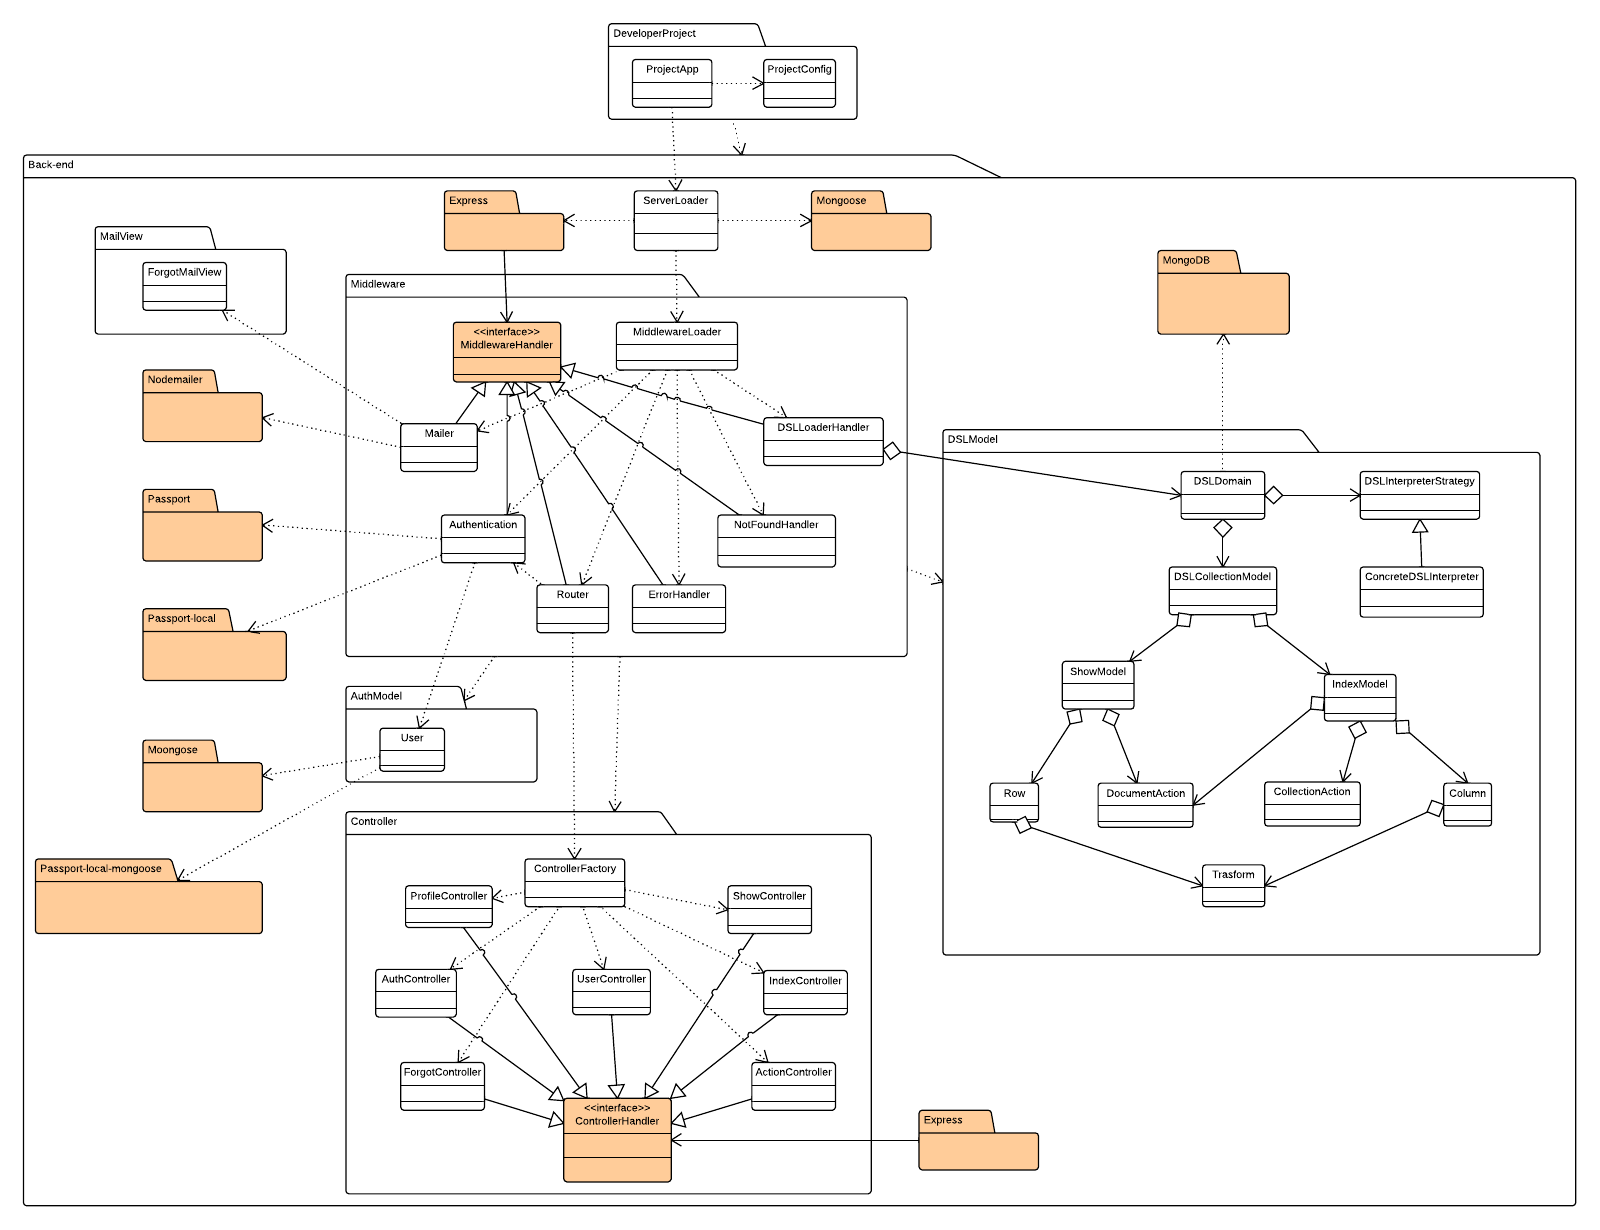 DeveloperProject
ProjectApp
ProjectConfig
Back-end
Express
ServerLoader
Mongoose
MailView
ForgotMailView
MongoDB
Middleware
<<interface>>
MiddlewareHandler
MiddlewareLoader
Nodemailer
Mailer
DSLLoaderHandler
DSLModel
DSLDomain
DSLInterpreterStrategy
Passport
Authentication
NotFoundHandler
DSLCollectionModel
ConcreteDSLInterpreter
Router
ErrorHandler
Passport-local
ShowModel
IndexModel
AuthModel
User
Moongose
Row
DocumentAction
CollectionAction
Column
Controller
Passport-local-mongoose
ControllerFactory
ProfileController
ShowController
Trasform
AuthController
UserController
IndexController
ForgotController
ActionController
<<interface>>
ControllerHandler
Express